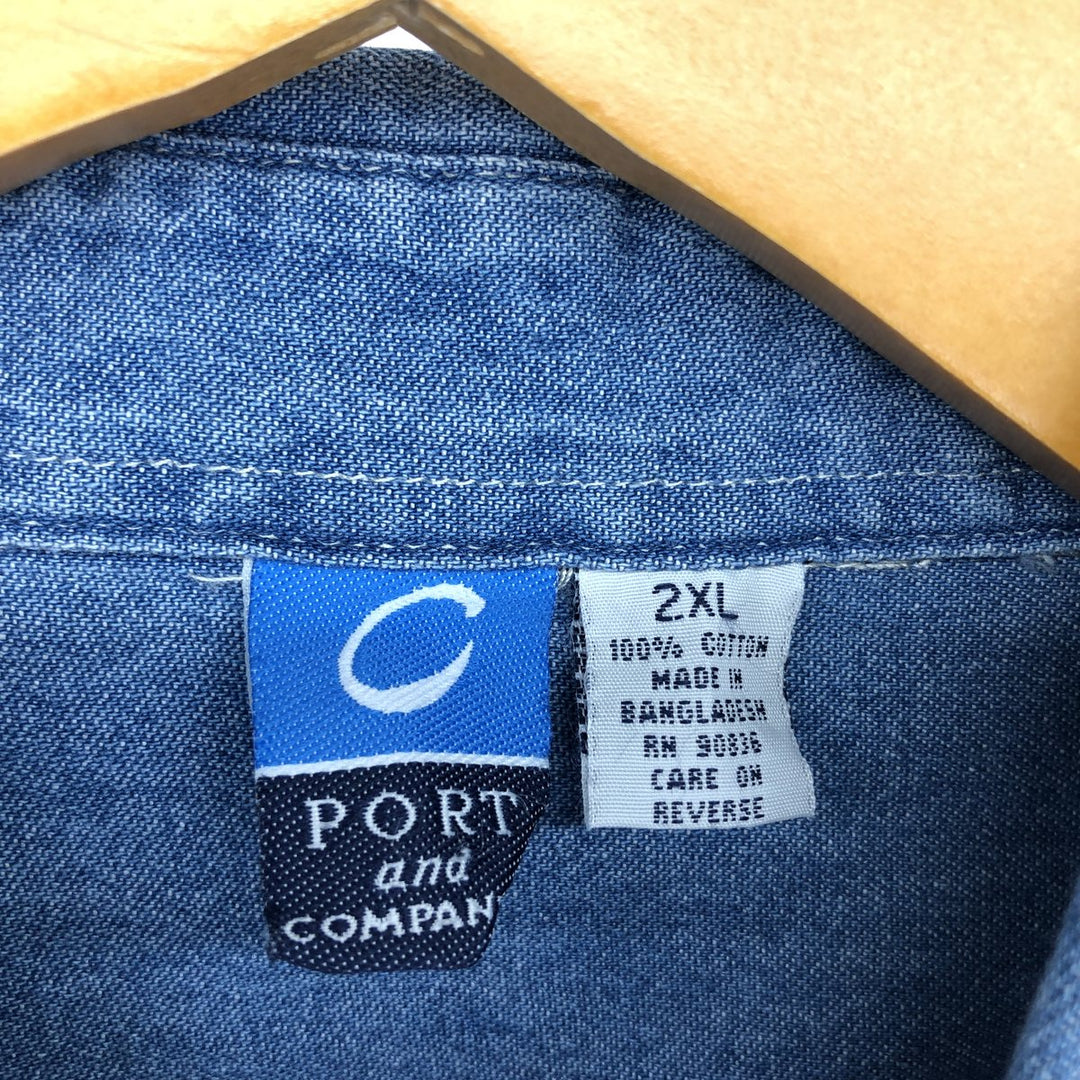 C
PORT
and
COMPAN
2XL
100% COTTON
MADE IN
BANGLADESH
RN 90836
CARE ON
REVERSE